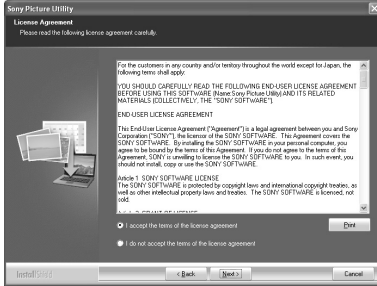 Sony Picture Utility
License Agreement
Please read the following license agreement carefully.
For the customers in any country and/or territory throughout the world except for Japan, the
following terms shall apply:
YOU SHOULD CAREFULLY READ THE FOLLOWING END-USER LICENSE AGREEMENT
BEFORE USING THIS SOFTWARE (Name:Sony Picture Utility) AND ITS RELATED
MATERIALS (COLLECTIVELY, THE "SONY SOFTWARE").
END-USER LICENSE AGREEMENT
This End-User License Agreement ("Agreement") is a legal agreement between you and Sony
Corporation ("SONY"), the licensor of the SONY SOFTWARE. This Agreement covers the
SONY SOFTWARE. By installing the SONY SOFTWARE in your personal computer, you
agree to be bound by the terms of this Agreement. If you do not agree to the terms of this
Agreement, SONY is unwilling to license the SONY SOFTWARE to you. In such event, you
should not install, copy or use the SONY SOFTWARE.
Article 1 SONY SOFTWARE LICENSE
The SONY SOFTWARE is protected by copyright laws and international copyright treaties, as
well as other intellectual property laws and treaties. The SONY SOFTWARE is licensed, not
sold.
I accept the terms of the license agreement
Print
I do not accept the terms of the license agreement
InstallShield
< Back
Next >
Cancel